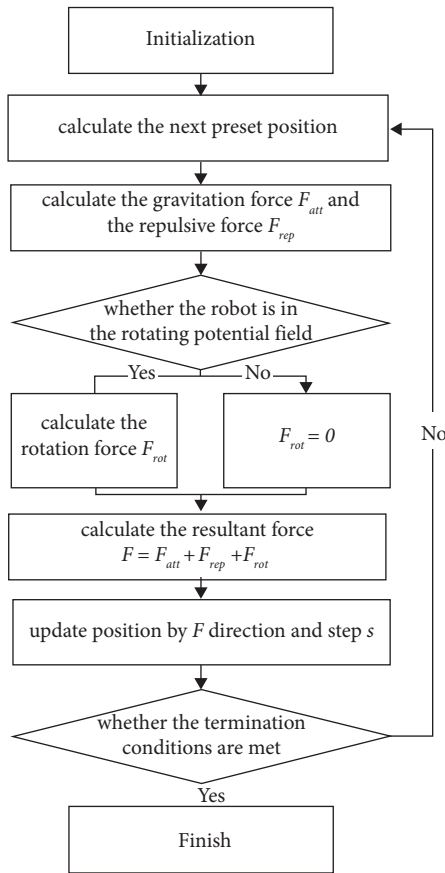 Initialization
calculate the next preset position
calculate the gravitation force F_att and
the repulsive force F_rep
whether the robot is in
the rotating potential field
Yes
No
calculate the
rotation force F_rot
F_rot = 0
No
calculate the resultant force
F = F_att + F_rep + F_rot
update position by F direction and step s
whether the termination
conditions are met
Yes
Finish